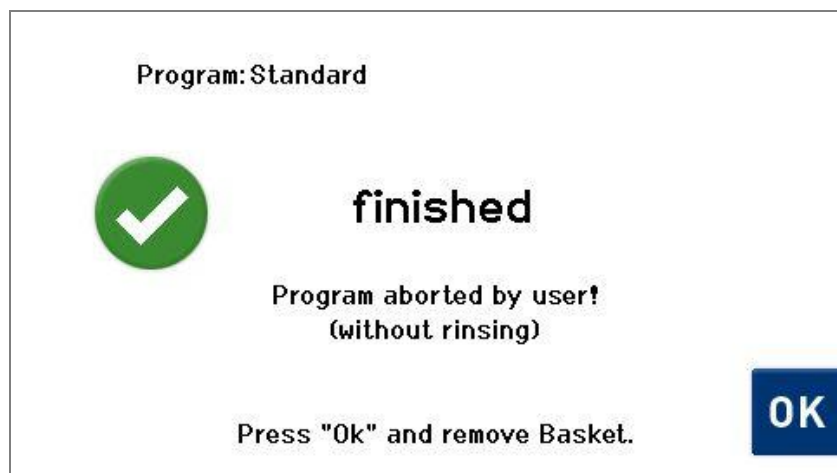 Program: Standard
finished
Program aborted by user!
(without rinsing)
OK
Press "Ok" and remove Basket.